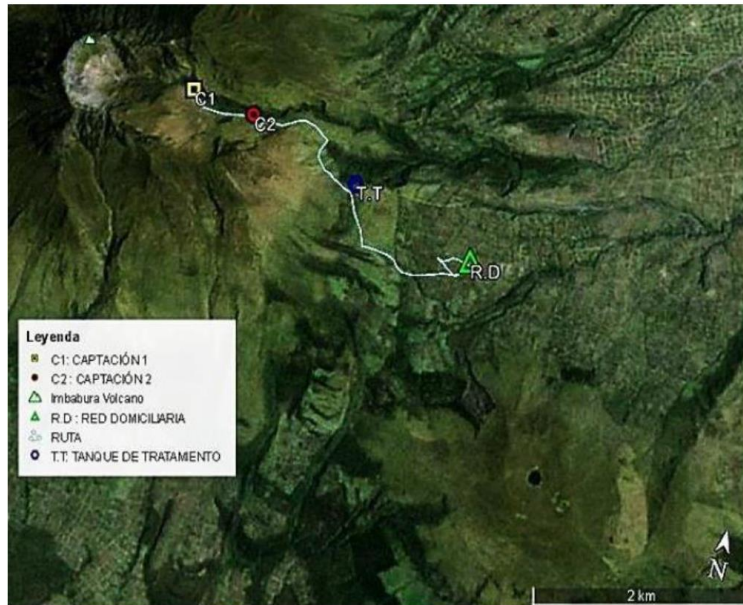 C1
C2
T.T
R.D
Leyenda
C1: CAPTACIÓN 1
C2 : CAPTACIÓN 2
Imbabura Volcano
R.D : RED DOMICILIARIA
RUTA
T.T: TANQUE DE TRATAMIENTO
N
2 km